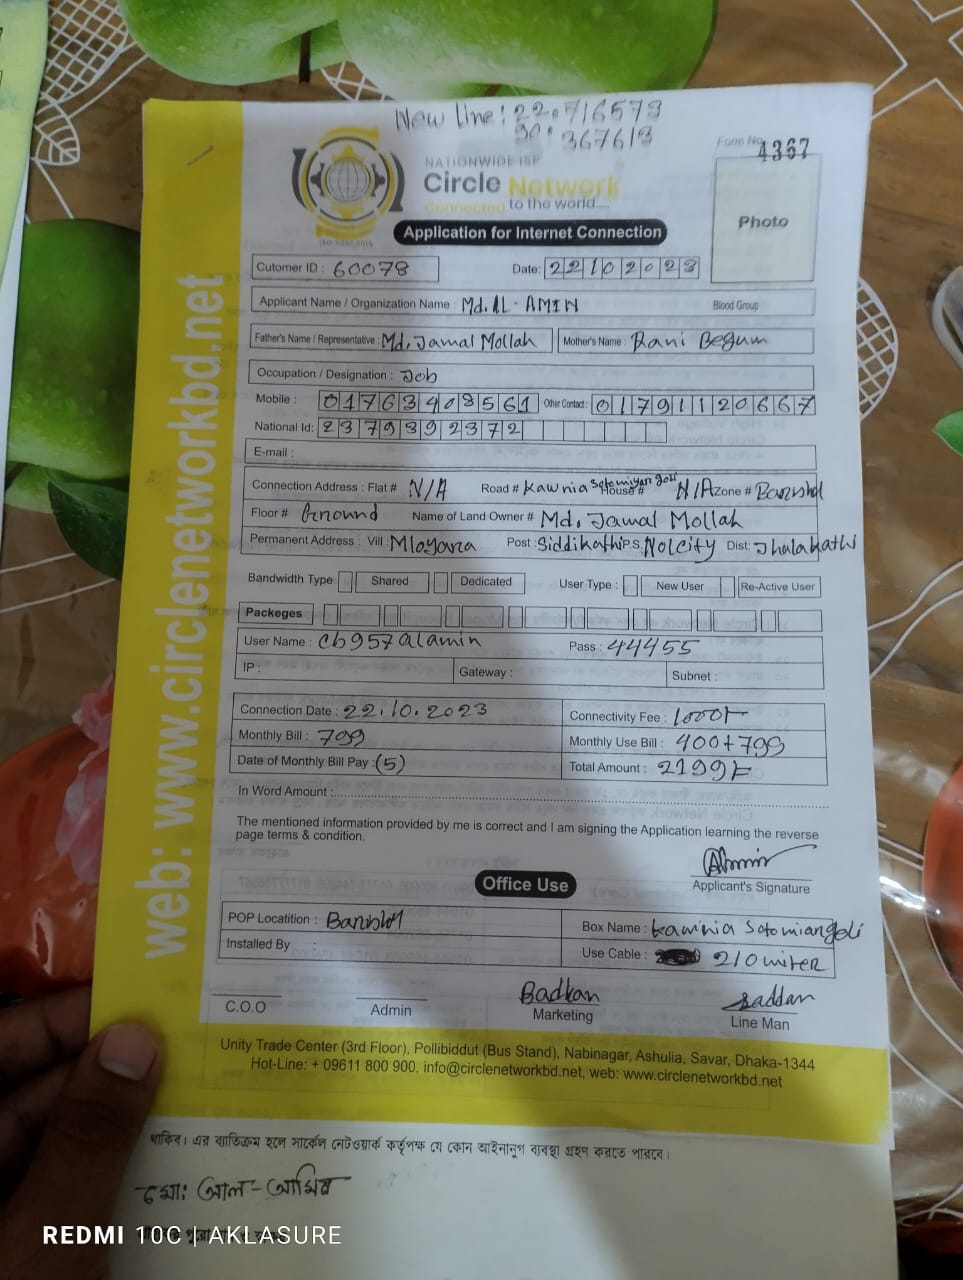 New line: 22.716579
90.367613
Form No. 4367
NATIONWIDE ISP
Circle Network
Connected to the world.....
ISO 9001:2015
Photo
Application for Internet Connection
Cutomer ID : 60078 Date: 22102023
Applicant Name / Organization Name : Md. AL-AMIN Blood Group
Father's Name / Representative : Md. Jamal Mollah Mother's Name : Rani Begum
Occupation / Designation : Job
Mobile : 01763408561 Other Contact : 01791120667
National Id: 2379392372
E-mail :
Connection Address : Flat # N/A Road # Kawnia Sotomiyan goli House # N/A Zone #
Floor # Ground Name of Land Owner # Md. Jamal Mollah
Permanent Address : Vill : Post : Siddikathi P.S. Nolcity Dist: Jhalakathi
Bandwidth Type Shared Dedicated User Type : New User Re-Active User
Packeges
User Name : cb957alamin Pass : 44455
IP : Gateway : Subnet :
Connection Date : 22.10.2023 Connectivity Fee : 1000/-
Monthly Bill : 799 Monthly Use Bill : 400+799
Date of Monthly Bill Pay : (5) Total Amount : 2199/-
In Word Amount :
The mentioned information provided by me is correct and I am signing the Application learning the reverse
page terms & condition.
Alamin
Applicant's Signature
Office Use
POP Locatition : Box Name : kawnia Sotomiangoli
Installed By : Use Cable : 210 miter
Badhan saddam
C.O.O Admin Marketing Line Man
Unity Trade Center (3rd Floor), Pollibiddut (Bus Stand), Nabinagar, Ashulia, Savar, Dhaka-1344
Hot-Line: + 09611 800 900, info@circlenetworkbd.net, web: www.circlenetworkbd.net
web: www.circlenetworkbd.net
থাকিব। এর ব্যতিক্রম হলে সার্কেল নেটওয়ার্ক কর্তৃপক্ষ যে কোন আইনানুগ ব্যবস্থা গ্রহণ করতে পারবে।
মো: আল-আমিন
REDMI 10C | AKLASURE